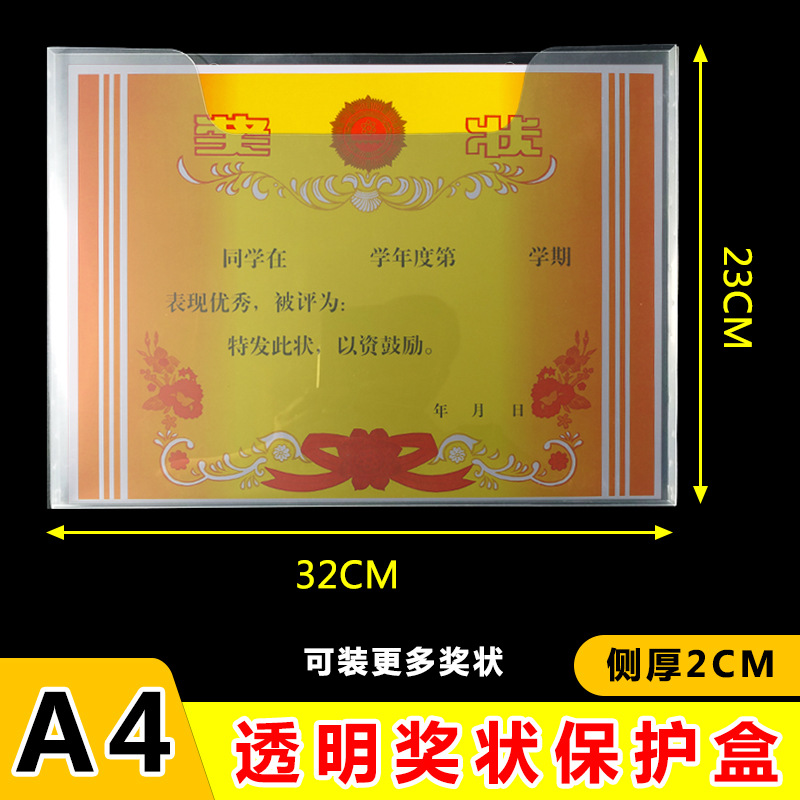 奖 状
同学在 学年度第 学期
表现优秀，被评为：
特发此状，以资鼓励。
年 月 日
23CM
32CM
可装更多奖状
侧厚2CM
A4
透明奖状保护盒